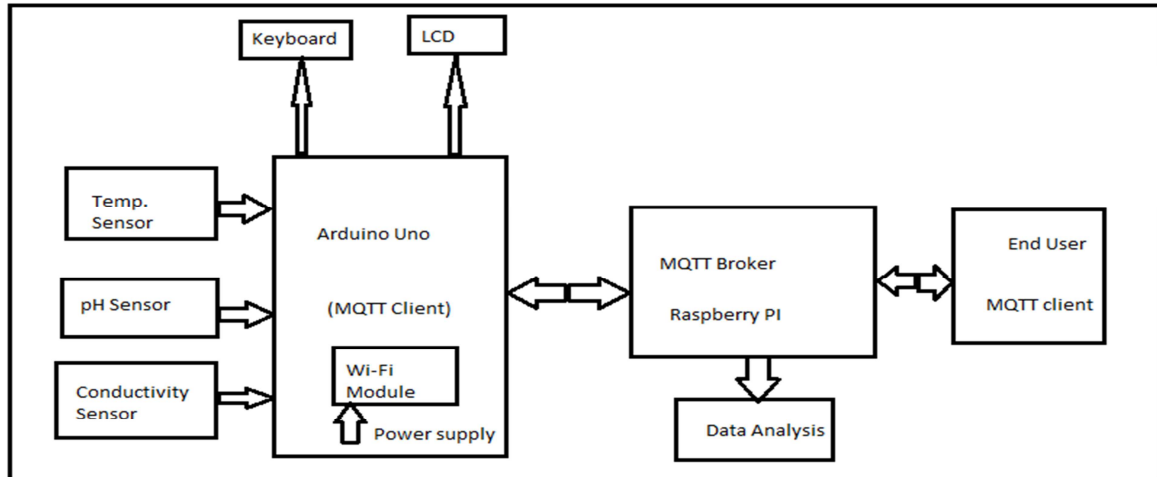 Keyboard
LCD
Temp.
Sensor
pH Sensor
Conductivity
Sensor
Arduino Uno
(MQTT Client)
Wi-Fi
Module
Power supply
MQTT Broker
Raspberry PI
Data Analysis
End User
MQTT client